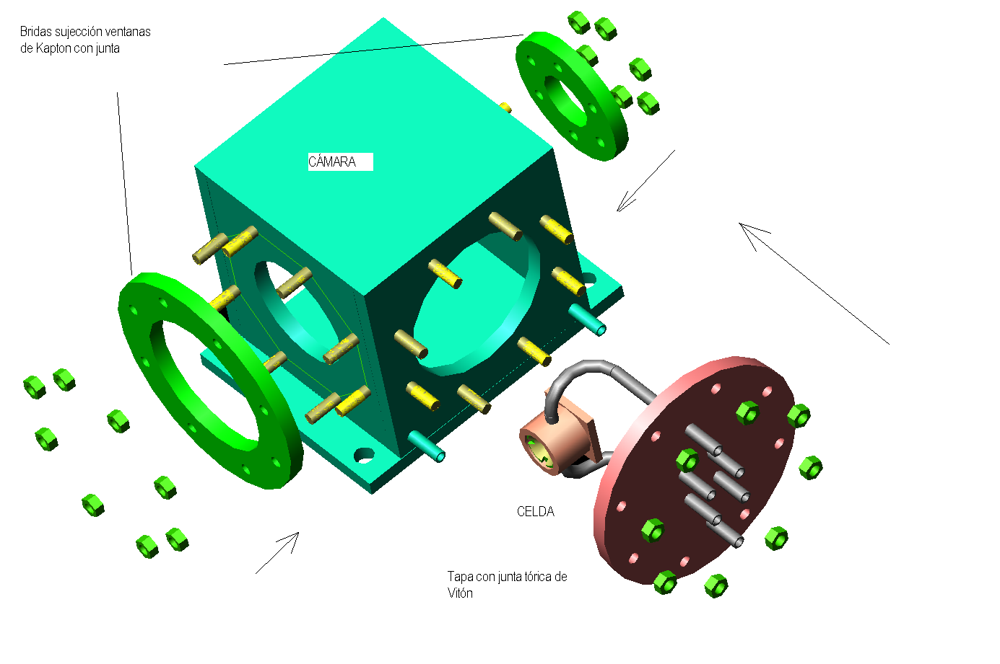 Bridas sujección ventanas
de Kapton con junta
CÁMARA
CELDA
Tapa con junta tórica de
Vitón